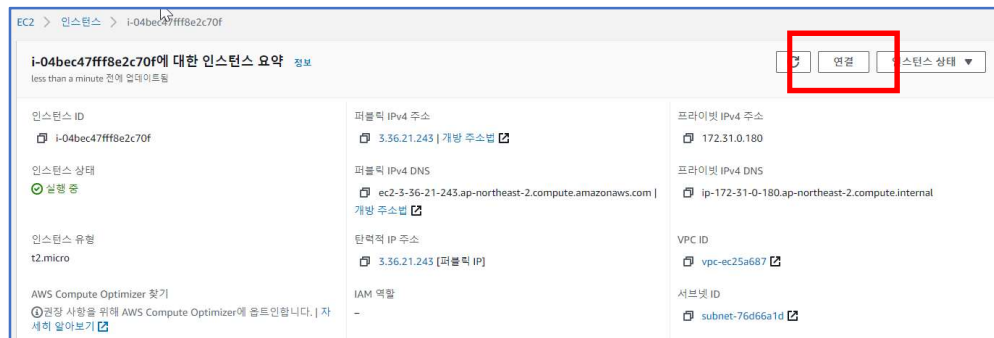 EC2 > 인스턴스 > i-04bec47fff8e2c70f
i-04bec47fff8e2c70f에 대한 인스턴스 요약 정보
less than a minute 전에 업데이트됨
연결
인스턴스 상태 ▼
인스턴스 ID
i-04bec47fff8e2c70f
퍼블릭 IPv4 주소
3.36.21.243 | 개방 주소법
프라이빗 IPv4 주소
172.31.0.180
인스턴스 상태
실행 중
퍼블릭 IPv4 DNS
ec2-3-36-21-243.ap-northeast-2.compute.amazonaws.com |
개방 주소법
프라이빗 IPv4 DNS
ip-172-31-0-180.ap-northeast-2.compute.internal
인스턴스 유형
t2.micro
탄력적 IP 주소
3.36.21.243 [퍼블릭 IP]
VPC ID
vpc-ec25a687
AWS Compute Optimizer 찾기
권장 사항을 위해 AWS Compute Optimizer에 옵트인합니다. | 자
세히 알아보기
IAM 역할
–
서브넷 ID
subnet-76d66a1d